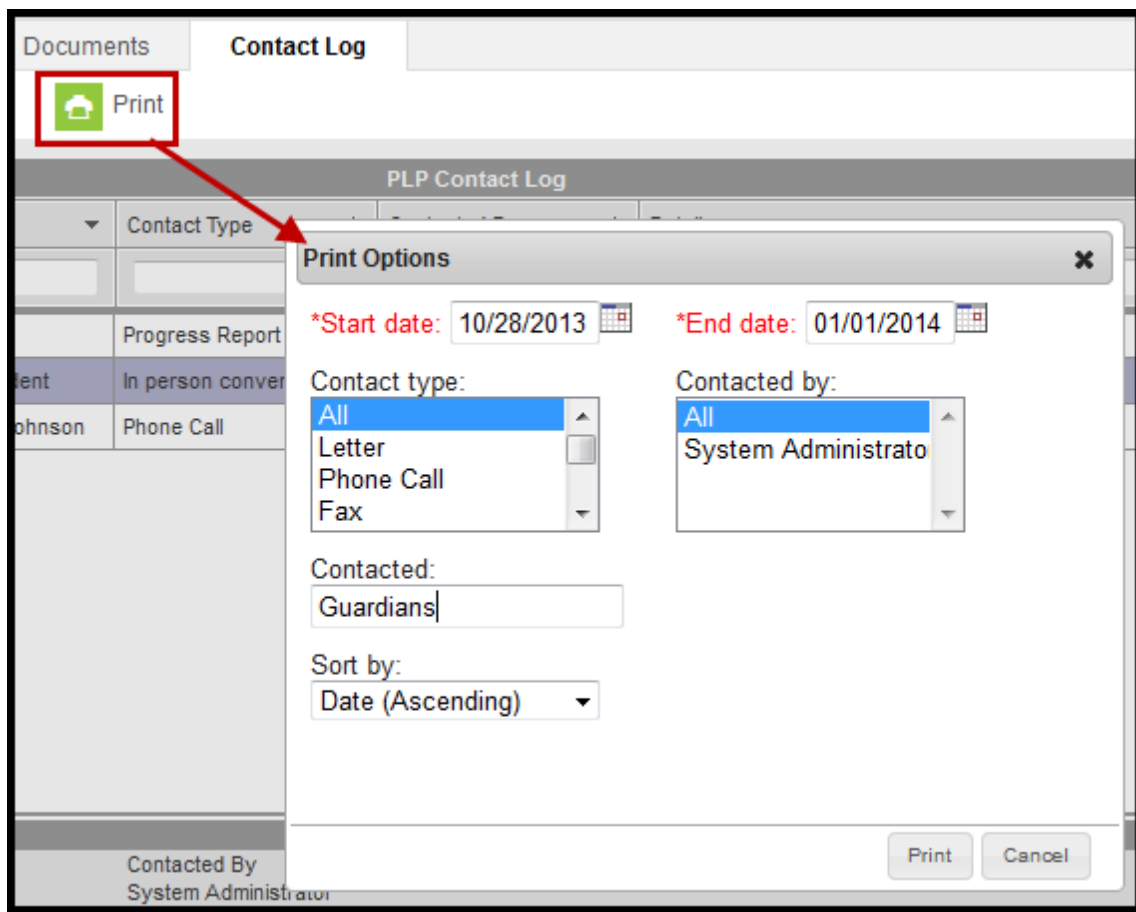 Documents Contact Log
Print
PLP Contact Log
Contact Type
Print Options
*Start date: 10/28/2013 *End date: 01/01/2014
Progress Report
Contact type: Contacted by:
dent In person conver
All All
Letter System Administrato
ohnson Phone Call
Phone Call
Fax
Contacted:
Guardians
Sort by:
Date (Ascending)
Print Cancel
Contacted By
System Administrator